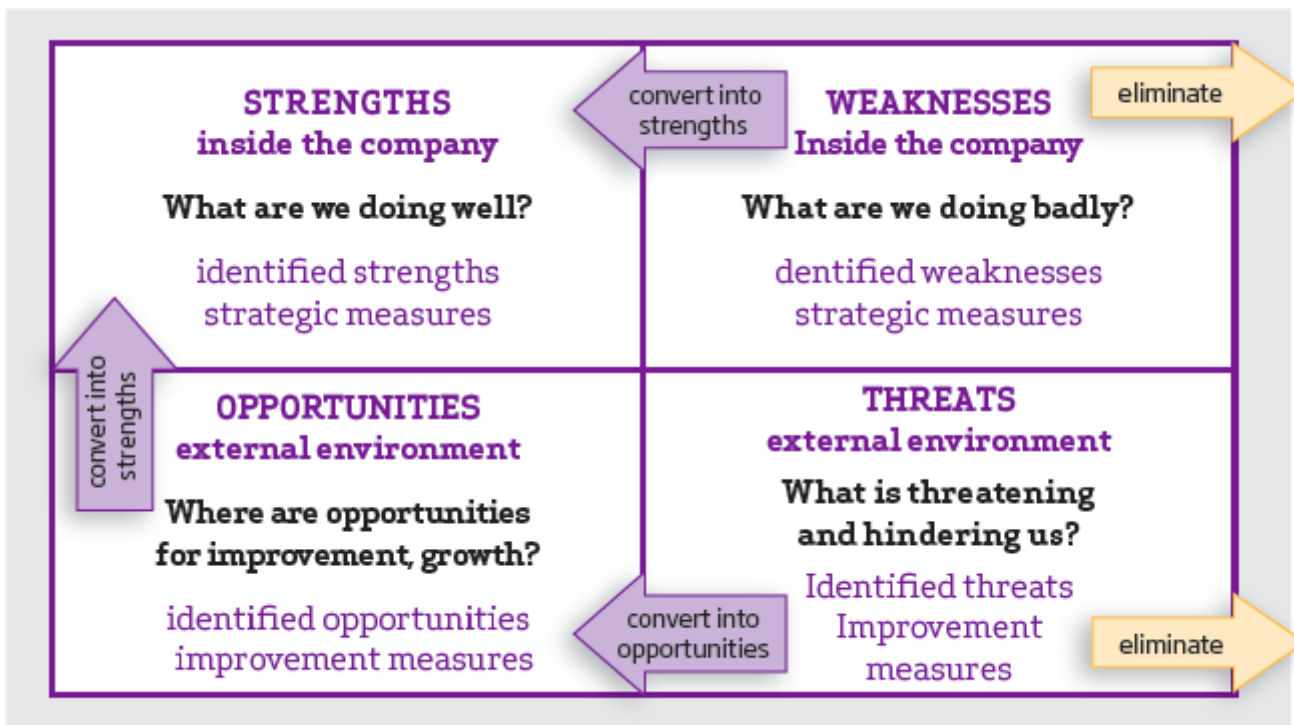 STRENGTHS
inside the company
What are we doing well?
identified strengths
strategic measures
convert into
strengths
WEAKNESSES
Inside the company
What are we doing badly?
dentified weaknesses
strategic measures
eliminate
convert into
strengths
OPPORTUNITIES
external environment
Where are opportunities
for improvement, growth?
identified opportunities
improvement measures
convert into
opportunities
THREATS
external environment
What is threatening
and hindering us?
Identified threats
Improvement
measures
eliminate